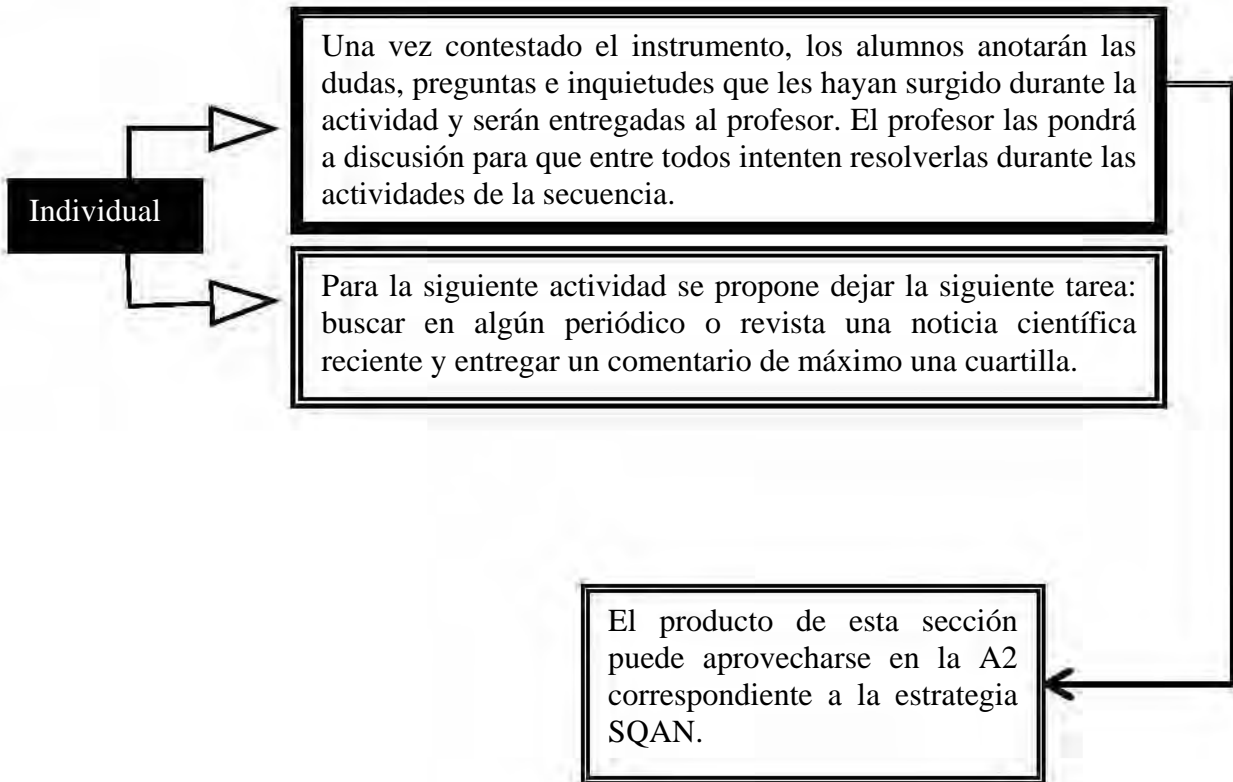 Una vez contestado el instrumento, los alumnos anotarán las
dudas, preguntas e inquietudes que les hayan surgido durante la
actividad y serán entregadas al profesor. El profesor las pondrá
a discusión para que entre todos intenten resolverlas durante las
actividades de la secuencia.
Individual
Para la siguiente actividad se propone dejar la siguiente tarea:
buscar en algún periódico o revista una noticia científica
reciente y entregar un comentario de máximo una cuartilla.
El producto de esta sección
puede aprovecharse en la A2
correspondiente a la estrategia
SQAN.